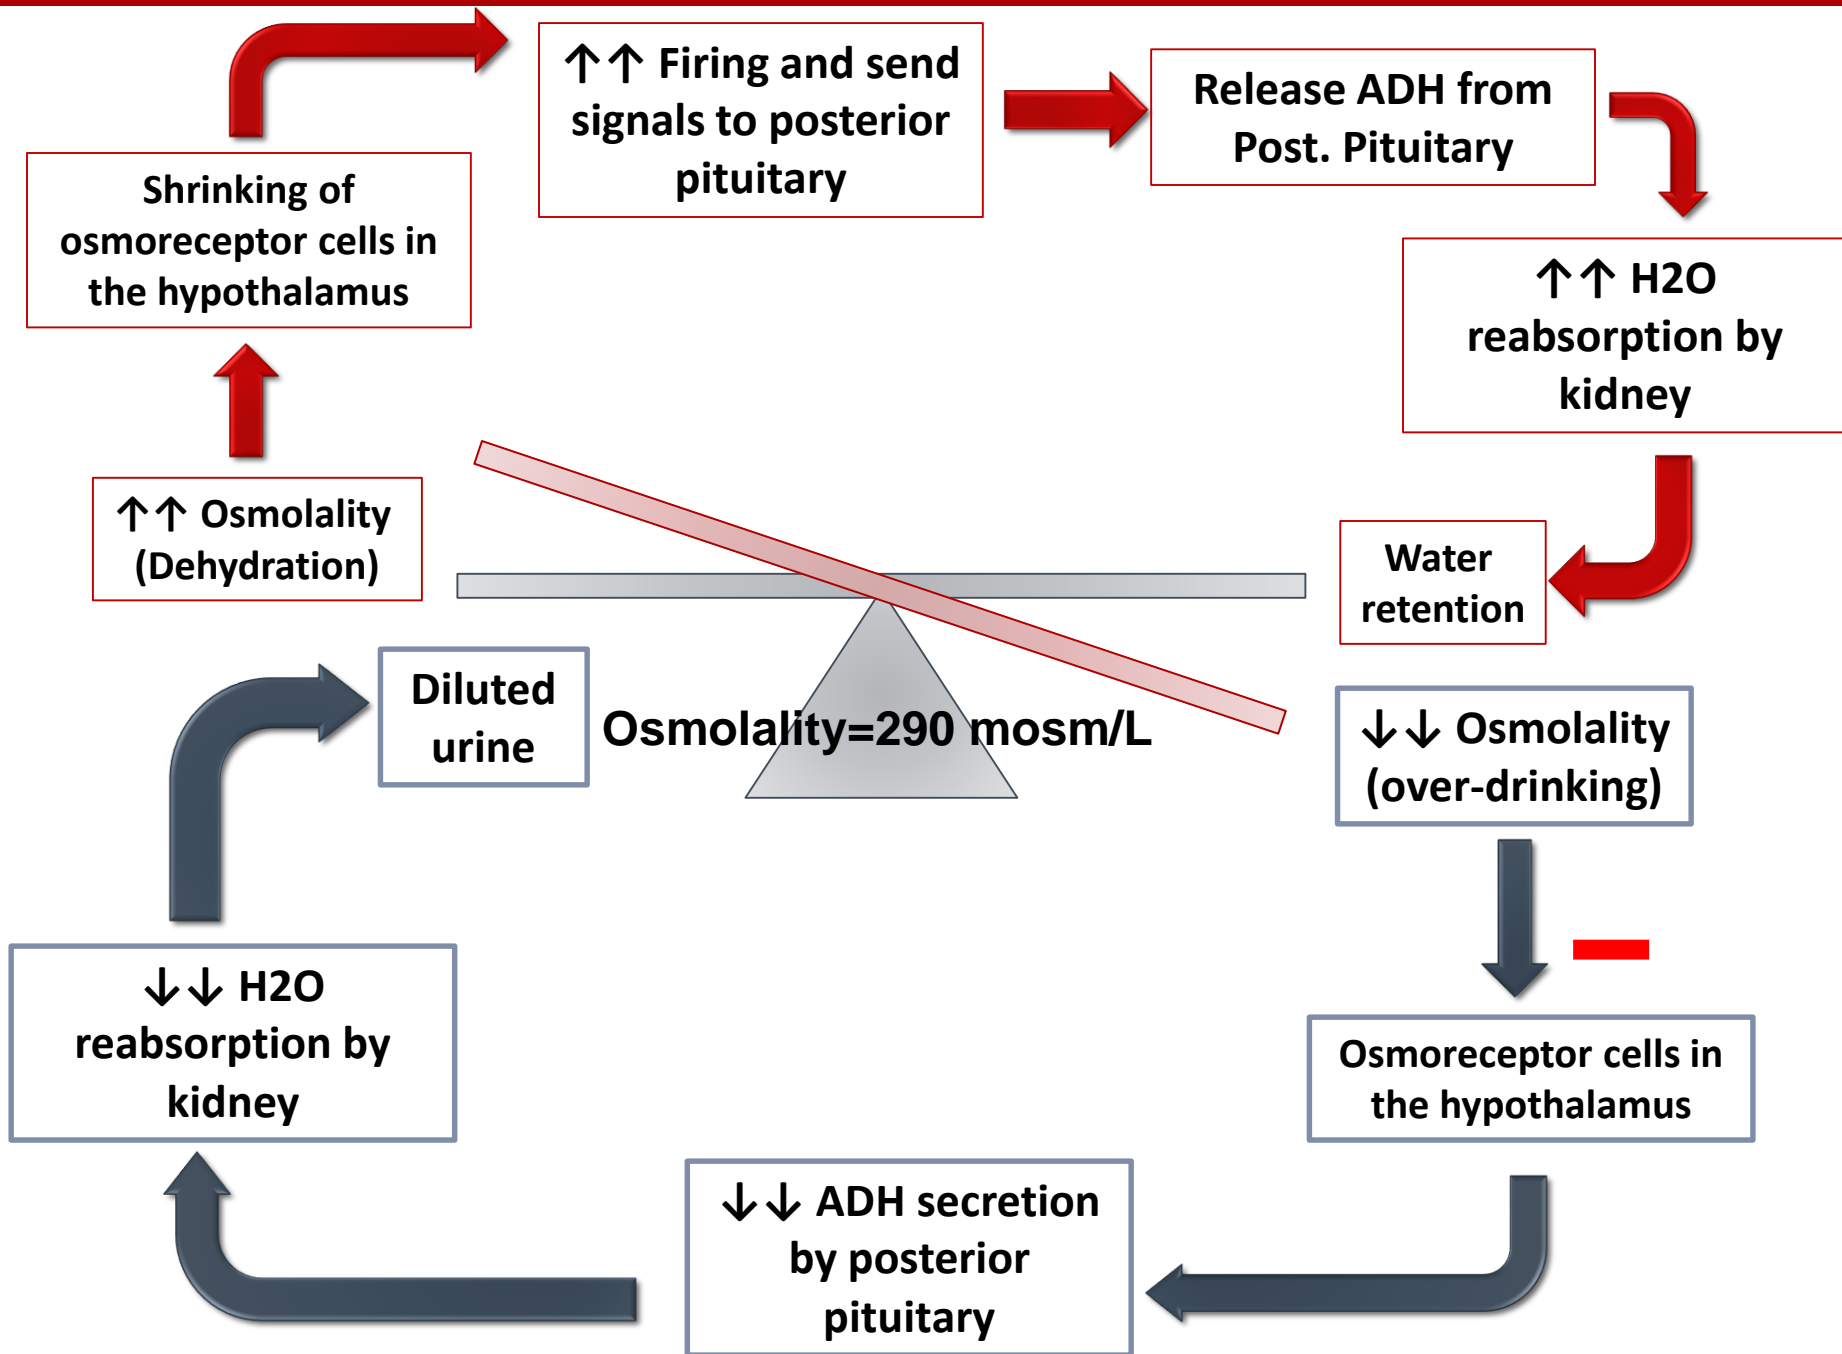 ↑↑ Firing and send
signals to posterior
pituitary
Release ADH from
Post. Pituitary
Shrinking of
osmoreceptor cells in
the hypothalamus
↑↑ H2O
reabsorption by
kidney
↑↑ Osmolality
(Dehydration)
Water
retention
Diluted
urine
Osmolality=290 mosm/L
↓↓ Osmolality
(over-drinking)
↓↓ H2O
reabsorption by
kidney
Osmoreceptor cells in
the hypothalamus
↓↓ ADH secretion
by posterior
pituitary